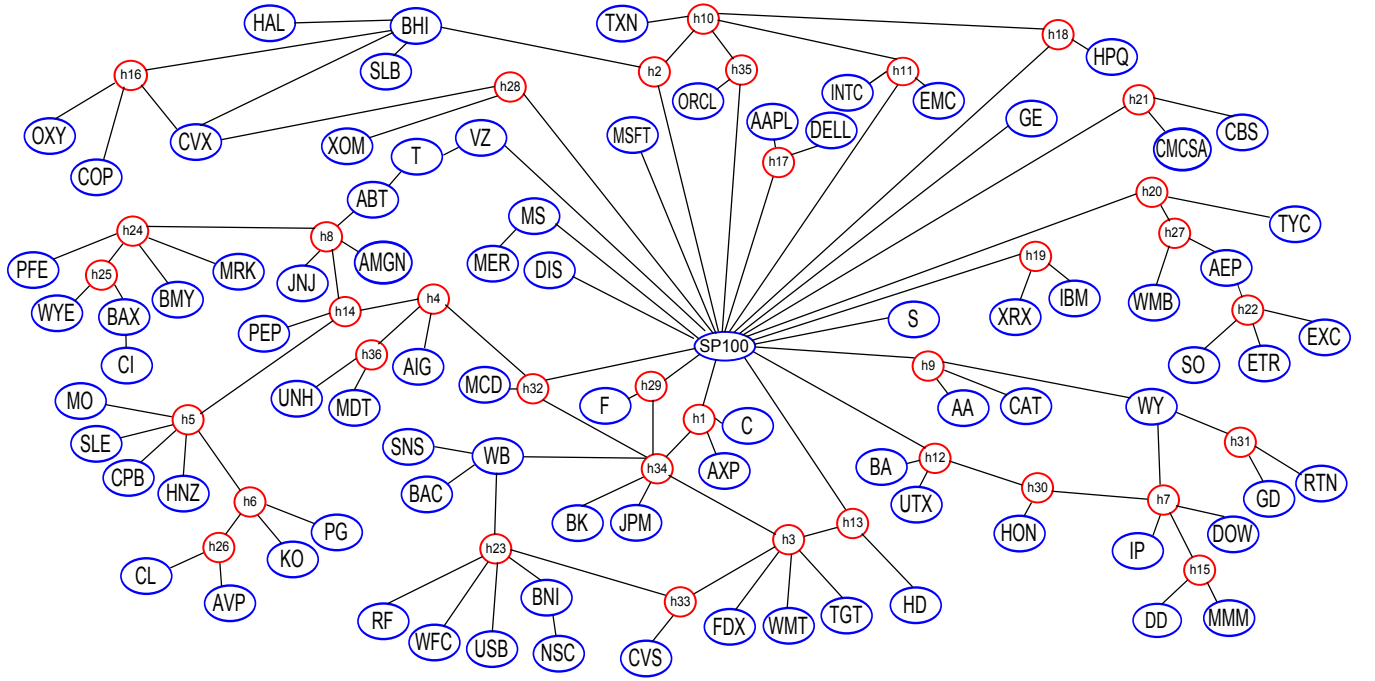 HAL
BHI
TXN
h10
h18
HPQ
h16
SLB
h2
h35
h11
h28
ORCL
INTC
EMC
h21
OXY
CVX
XOM
VZ
MSFT
AAPL
DELL
GE
CBS
COP
T
h17
CMCSA
ABT
h20
h24
h8
MS
TYC
PFE
MRK
AMGN
h27
h25
JNJ
MER
DIS
h19
AEP
WYE
BAX
BMY
h14
h4
IBM
WMB
PEP
XRX
S
h22
EXC
CI
h36
AIG
SP100
SO
ETR
UNH
MDT
MCD
h32
h29
h9
MO
F
h1
C
AA
CAT
WY
SLE
h5
h31
CPB
SNS
WB
AXP
BA
h12
RTN
HNZ
BAC
h34
UTX
h30
h7
GD
h6
PG
BK
JPM
h13
HON
DOW
h26
KO
h23
h3
IP
CL
AVP
h15
RF
BNI
h33
HD
WFC
USB
FDX
WMT
TGT
DD
MMM
NSC
CVS